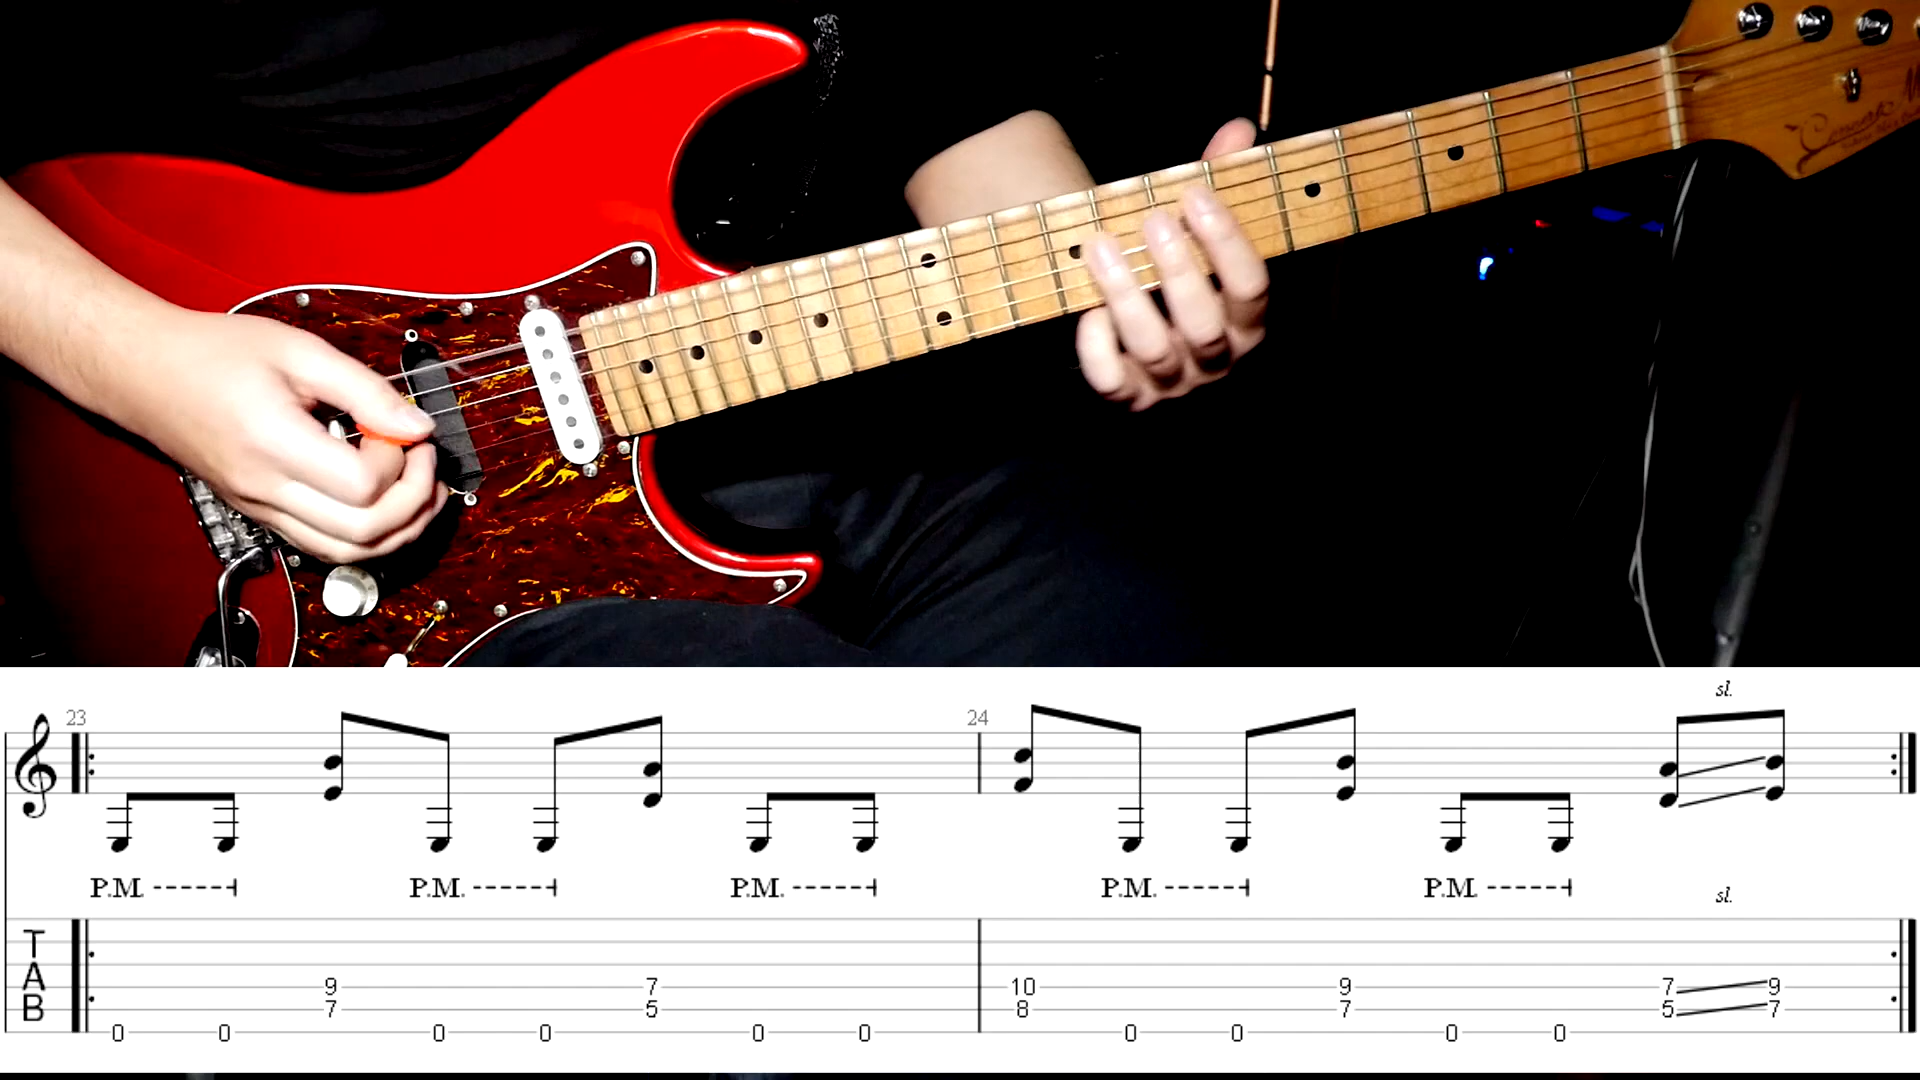 Concert
23
24
sl.
P.M. P.M. P.M. P.M. P.M.
sl.
T
A
B
9 7 10 9 7 9
7 5 8 7 5 7
0 0 0 0 0 0 0 0 0 0